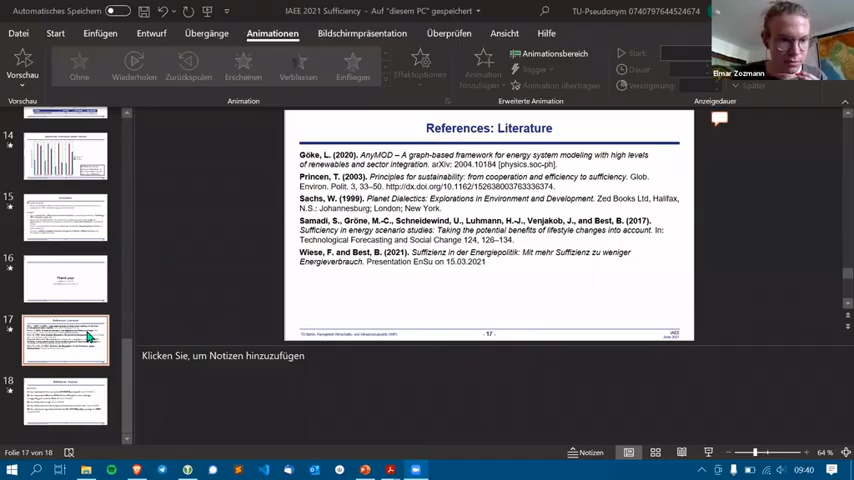 Automatisches Speichern
IAEE 2021 Sufficiency - Auf "diesem PC" gespeichert
TU-Pseudonym 0740797644524674
Datei Start Einfügen Entwurf Übergänge Animationen Bildschirmpräsentation Überprüfen Ansicht Hilfe
Vorschau
Ohne Wiederholen Zurückspulen Erscheinen Verblassen Einfliegen
Effektoptionen
Animation hinzufügen
Animationsbereich
Trigger
Animation übertragen
Start:
Dauer:
Verzögerung:
Elmar Zozmann
Später
Vorschau Animation Erweiterte Animation Anzeigedauer
14
15
16
Thank you!
17
18
References: Literature
Göke, L. (2020). AnyMOD – A graph-based framework for energy system modeling with high levels
of renewables and sector integration. arXiv: 2004.10184 [physics.soc-ph].
Princen, T. (2003). Principles for sustainability: from cooperation and efficiency to sufficiency. Glob.
Environ. Polit. 3, 33–50. http://dx.doi.org/10.1162/152638003763336374.
Sachs, W. (1999). Planet Dialectics: Explorations in Environment and Development. Zed Books Ltd, Halifax,
N.S.: Johannesburg; London; New York.
Samadi, S., Gröne, M.-C., Schneidewind, U., Luhmann, H.-J., Venjakob, J., and Best, B. (2017).
Sufficiency in energy scenario studies: Taking the potential benefits of lifestyle changes into account. In:
Technological Forecasting and Social Change 124, 126–134.
Wiese, F. and Best, B. (2021). Suffizienz in der Energiepolitik: Mit mehr Suffizienz zu weniger
Energieverbrauch. Presentation EnSu on 15.03.2021
- 17 -
IAEE
Klicken Sie, um Notizen hinzuzufügen
Folie 17 von 18
Notizen
64 %
09:40